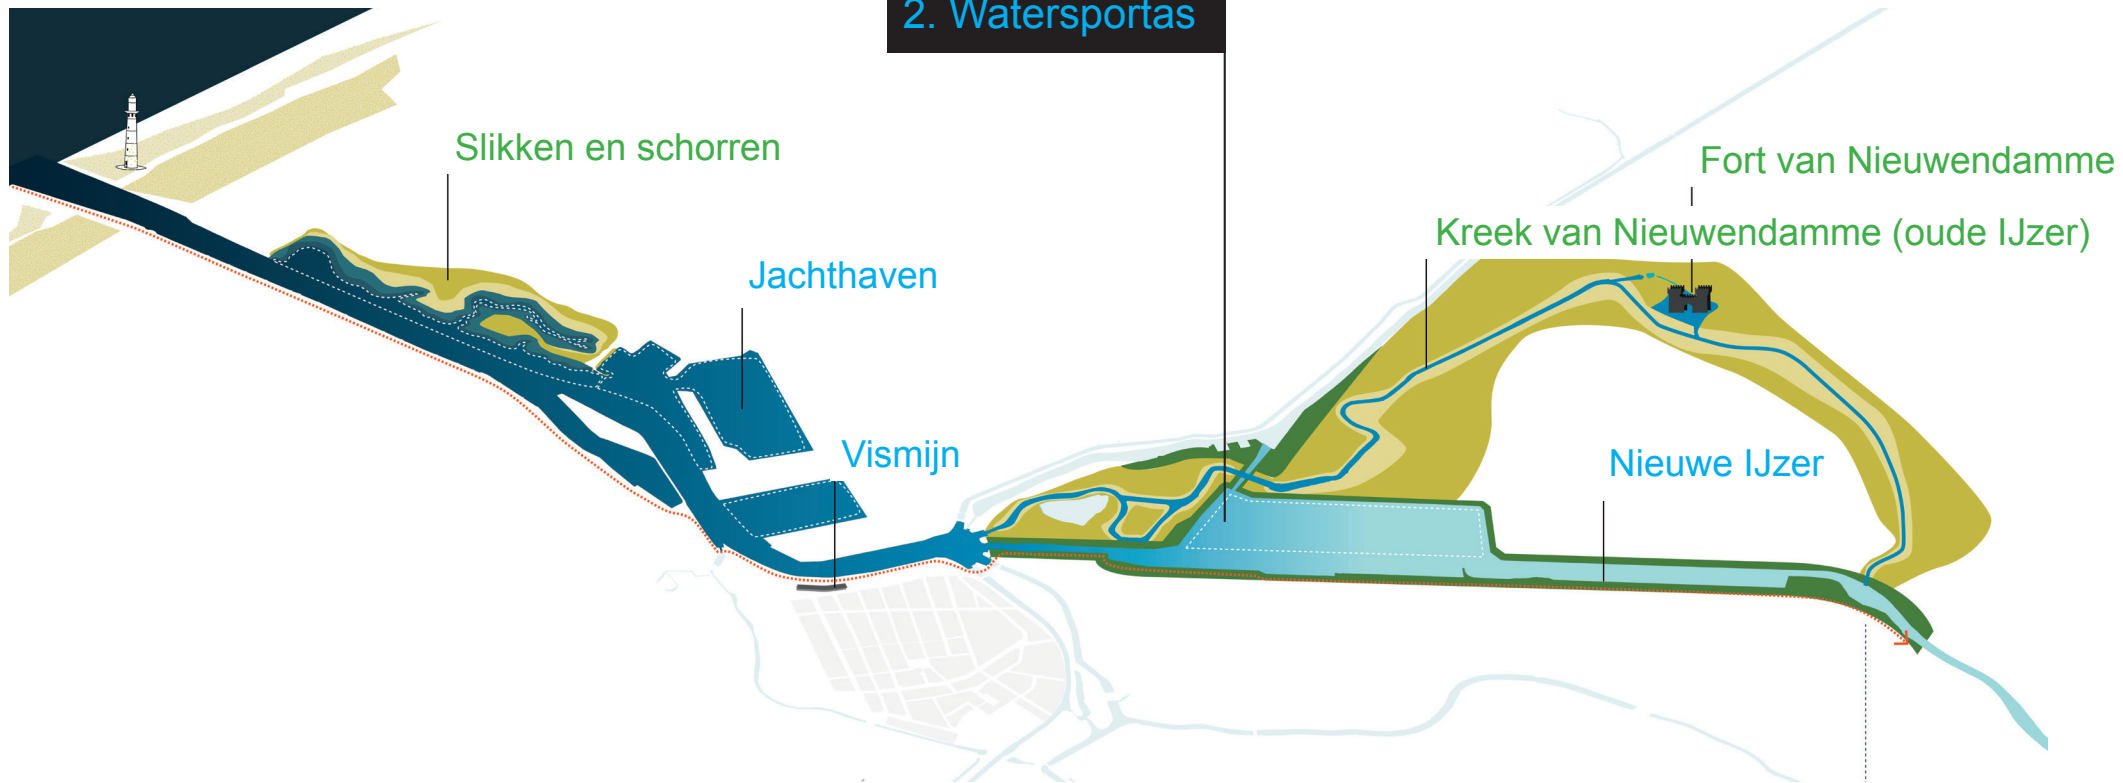 2. Watersportas
Slikken en schorren
Fort van Nieuwendamme
Kreek van Nieuwendamme (oude IJzer)
Jachthaven
Vismijn
Nieuwe IJzer